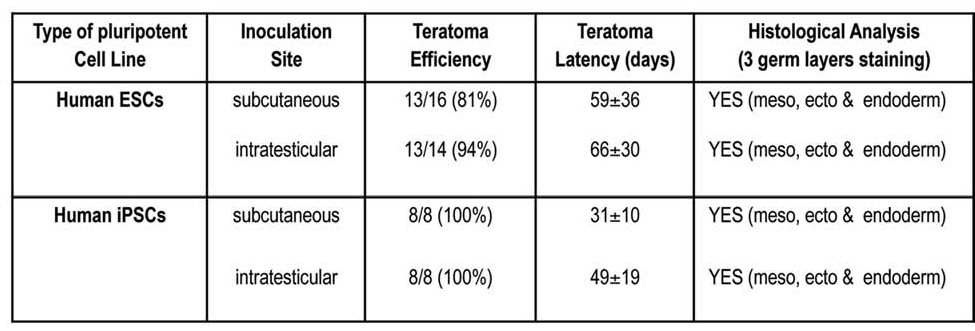 Type of pluripotent Cell Line | Inoculation Site | Teratoma Efficiency | Teratoma Latency (days) | Histological Analysis (3 germ layers staining)
Human ESCs | subcutaneous | 13/16 (81%) | 59±36 | YES (meso, ecto & endoderm)
intratesticular | 13/14 (94%) | 66±30 | YES (meso, ecto & endoderm)
Human iPSCs | subcutaneous | 8/8 (100%) | 31±10 | YES (meso, ecto & endoderm)
intratesticular | 8/8 (100%) | 49±19 | YES (meso, ecto & endoderm)